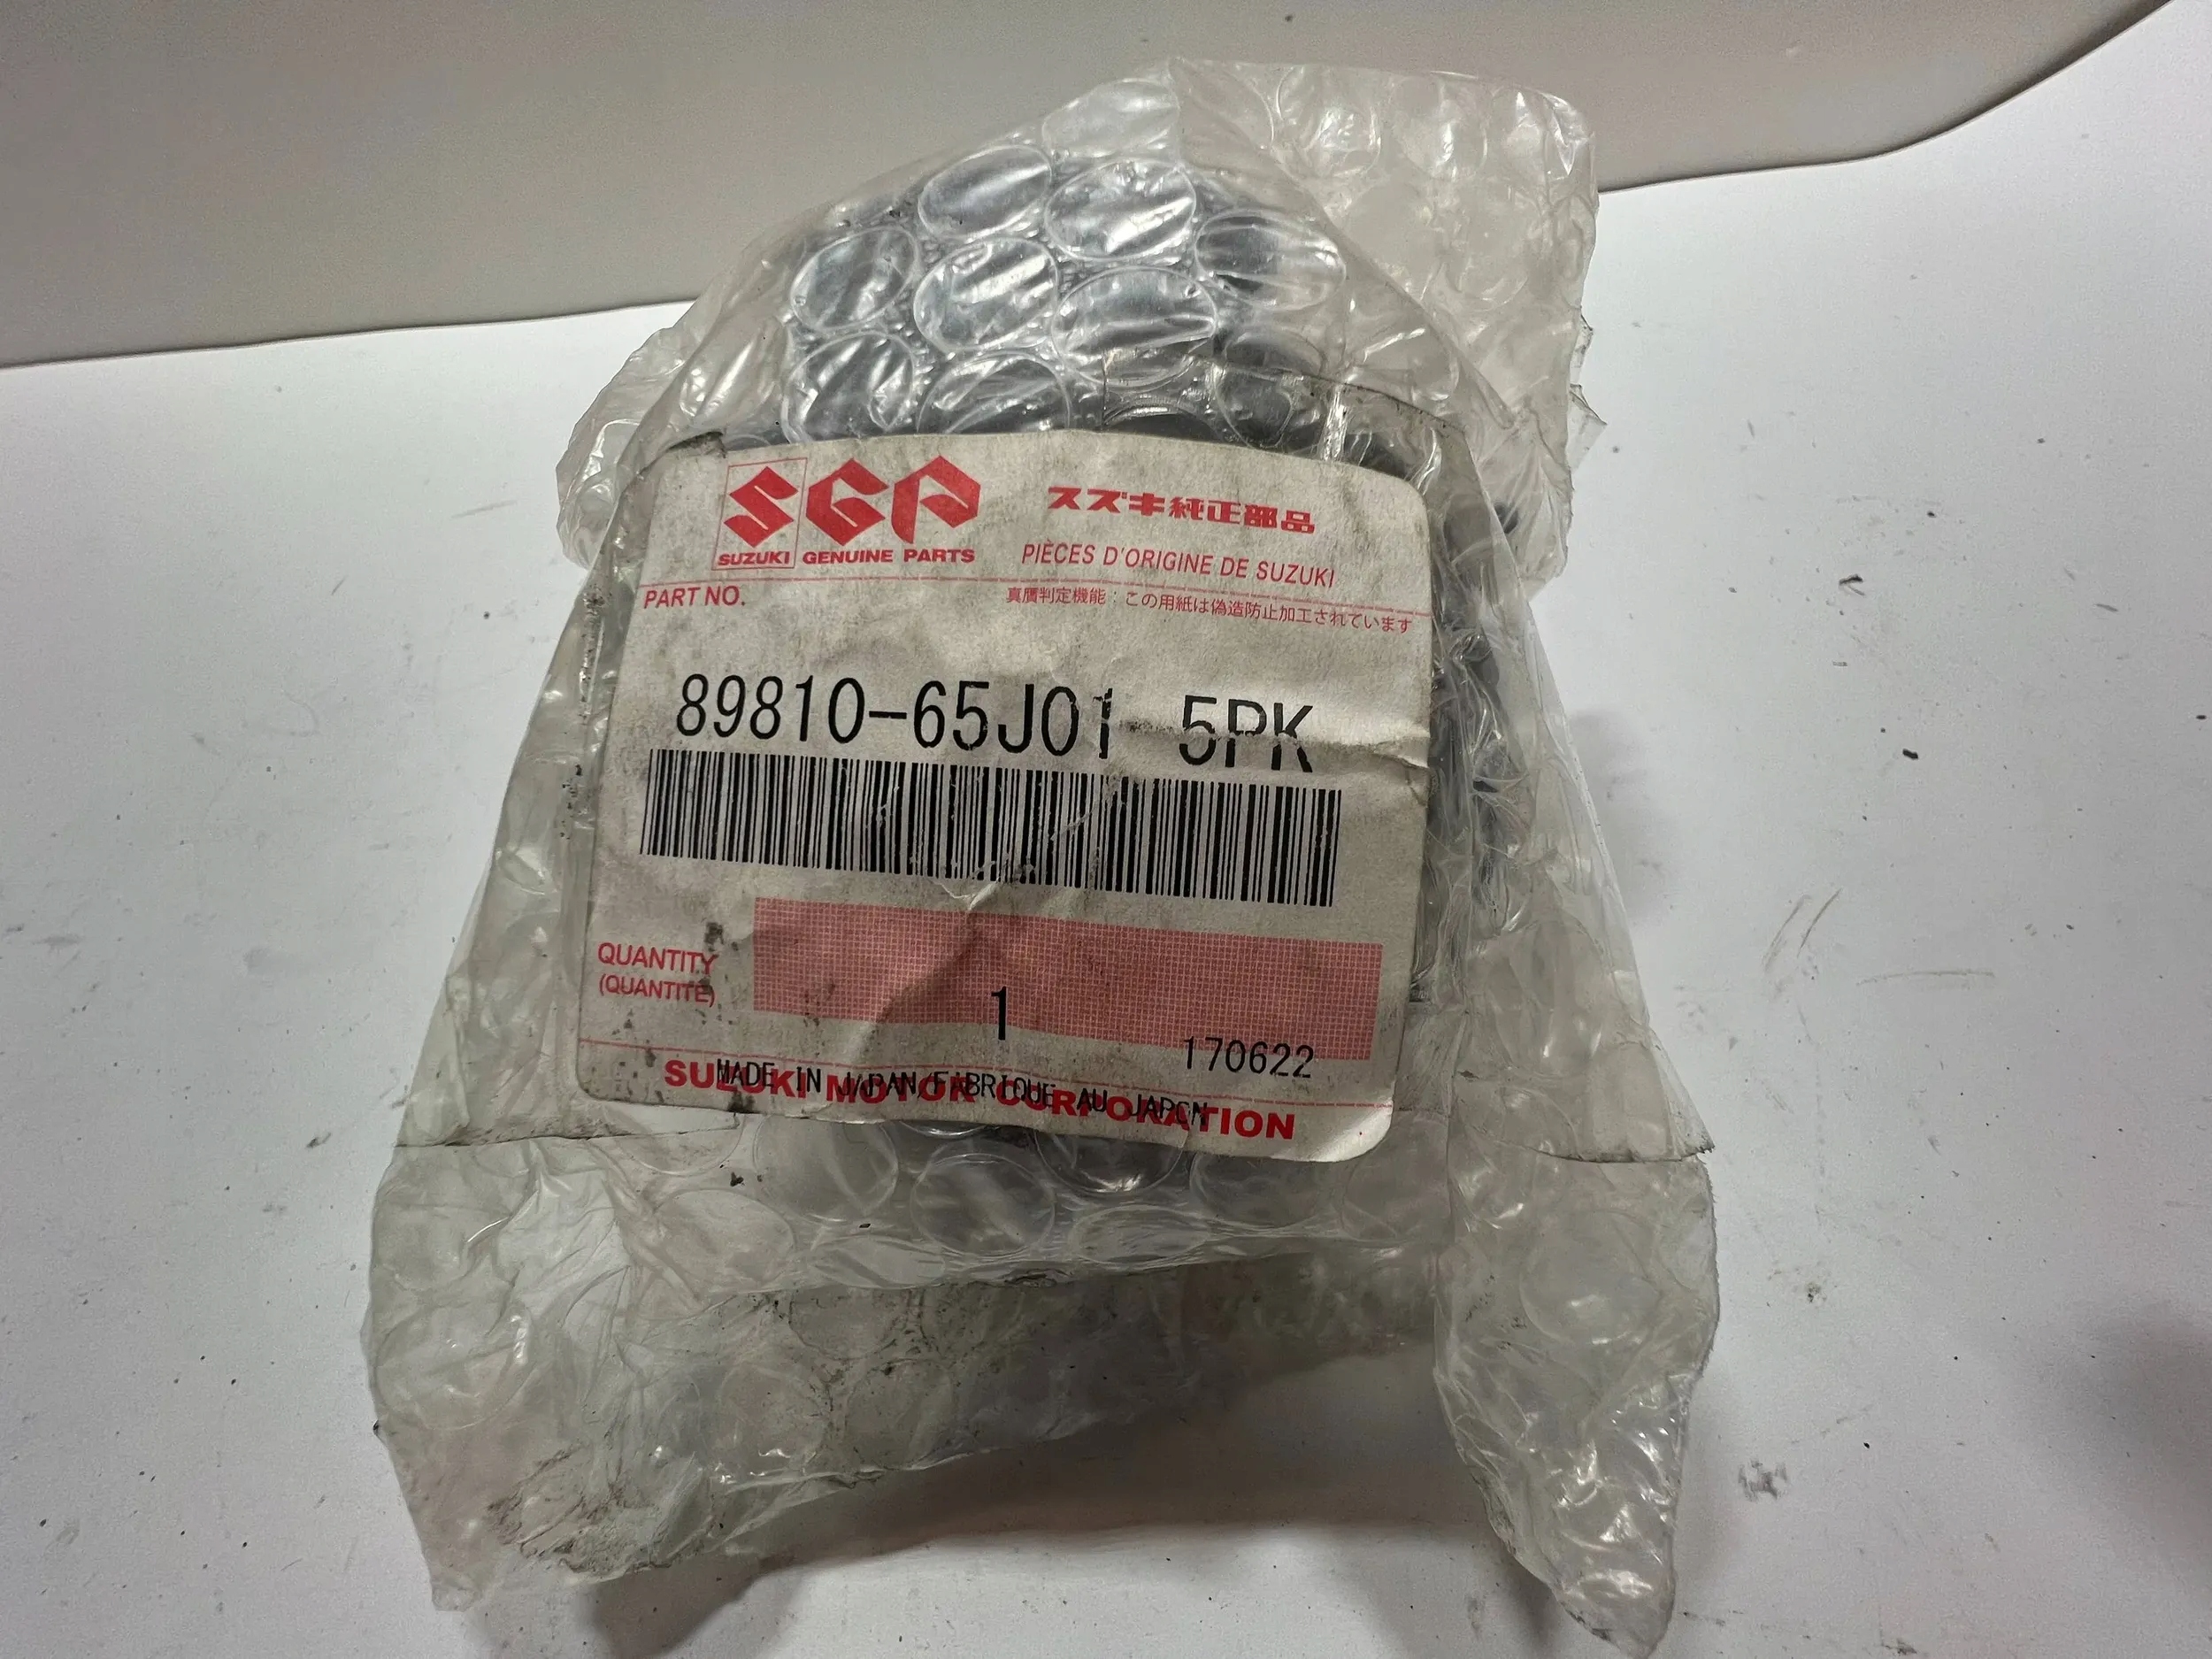 SGP
SUZUKI GENUINE PARTS
スズキ純正部品
PIÈCES D'ORIGINE DE SUZUKI
PART NO.
真贋判定機能：この用紙は偽造防止加工されています
89810-65J01 5PK
QUANTITY
(QUANTITÉ)
1
170622
MADE IN JAPAN/FABRIQUE AU JAPON
SUZUKI MOTOR CORPORATION